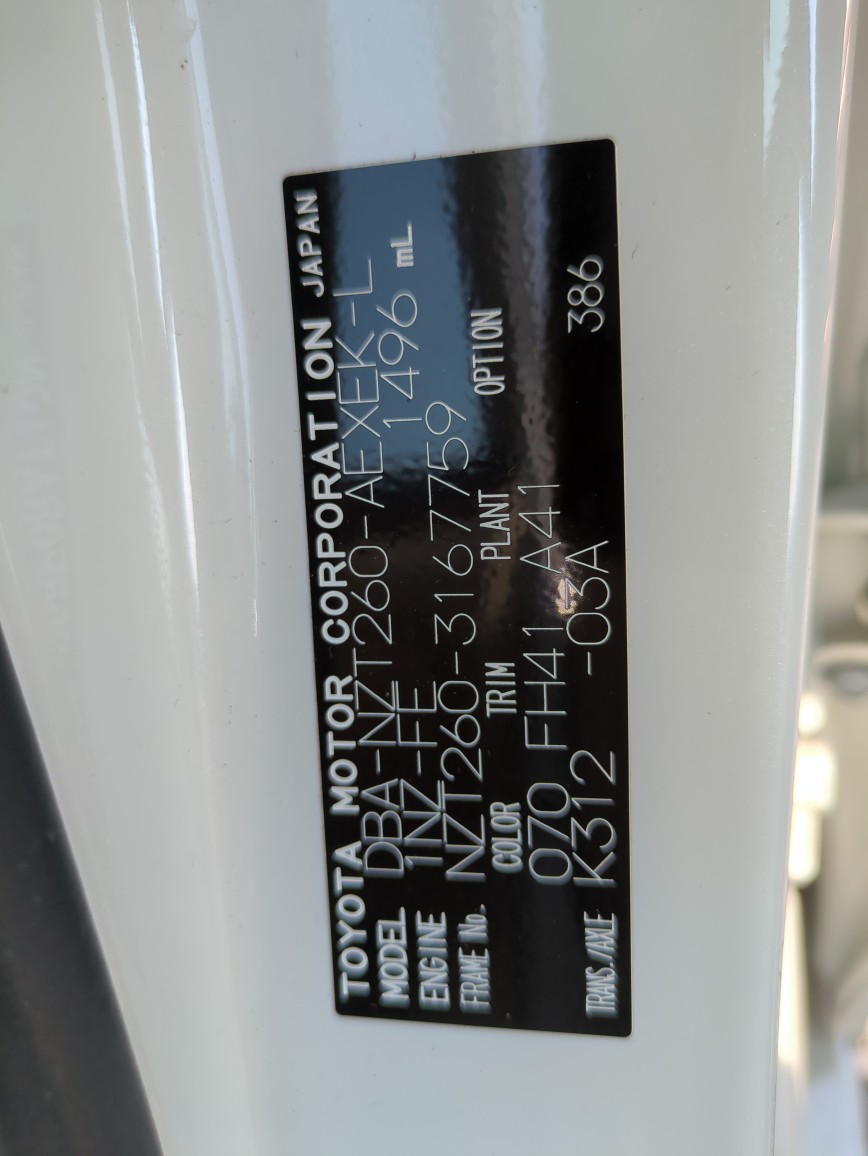 TOYOTA MOTOR CORPORATION JAPAN
MODEL DBA-NZT260-AEXEK-L
ENGINE 1NZ-FE 1496 mL
FRAME No. NZT260-3167759
COLOR TRIM PLANT OPTION
070 FH41 A41
TRANS./AXLE K312 -03A 386